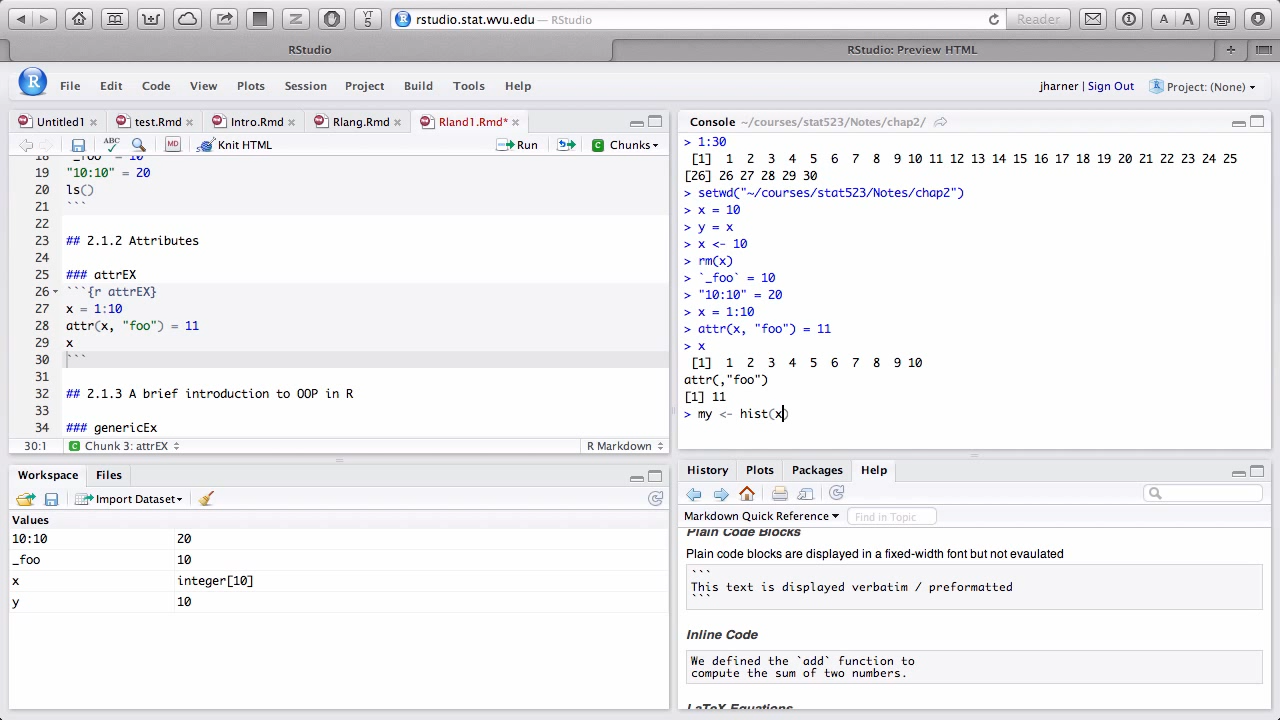 YT
5
rstudio.stat.wvu.edu — RStudio
Reader
A A
RStudio
RStudio: Preview HTML
R File Edit Code View Plots Session Project Build Tools Help
jharner | Sign Out
Project: (None)
Untitled1
test.Rmd
Intro.Rmd
Rlang.Rmd
Rland1.Rmd*
ABC
MD
Knit HTML
Run
Chunks
18 `_foo` = 10
19 "10:10" = 20
20 ls()
21 ```
22
23 ## 2.1.2 Attributes
24
25 ### attrEX
26 ```{r attrEX}
27 x = 1:10
28 attr(x, "foo") = 11
29 x
30 ```
31
32 ## 2.1.3 A brief introduction to OOP in R
33
34 ### genericEx
30:1 C Chunk 3: attrEX
R Markdown
Workspace Files
Import Dataset
Values
10:10 20
_foo 10
x integer[10]
y 10
Console ~/courses/stat523/Notes/chap2/
> 1:30
[1] 1 2 3 4 5 6 7 8 9 10 11 12 13 14 15 16 17 18 19 20 21 22 23 24 25
[26] 26 27 28 29 30
> setwd("~/courses/stat523/Notes/chap2")
> x = 10
> y = x
> x <- 10
> rm(x)
> `_foo` = 10
> "10:10" = 20
> x = 1:10
> attr(x, "foo") = 11
> x
[1] 1 2 3 4 5 6 7 8 9 10
attr(,"foo")
[1] 11
> my <- hist(x)
History Plots Packages Help
Markdown Quick Reference
Find in Topic
Plain Code Blocks
Plain code blocks are displayed in a fixed-width font but not evaulated
```
This text is displayed verbatim / preformatted
```
Inline Code
We defined the `add` function to
compute the sum of two numbers.
LaTeX Equations